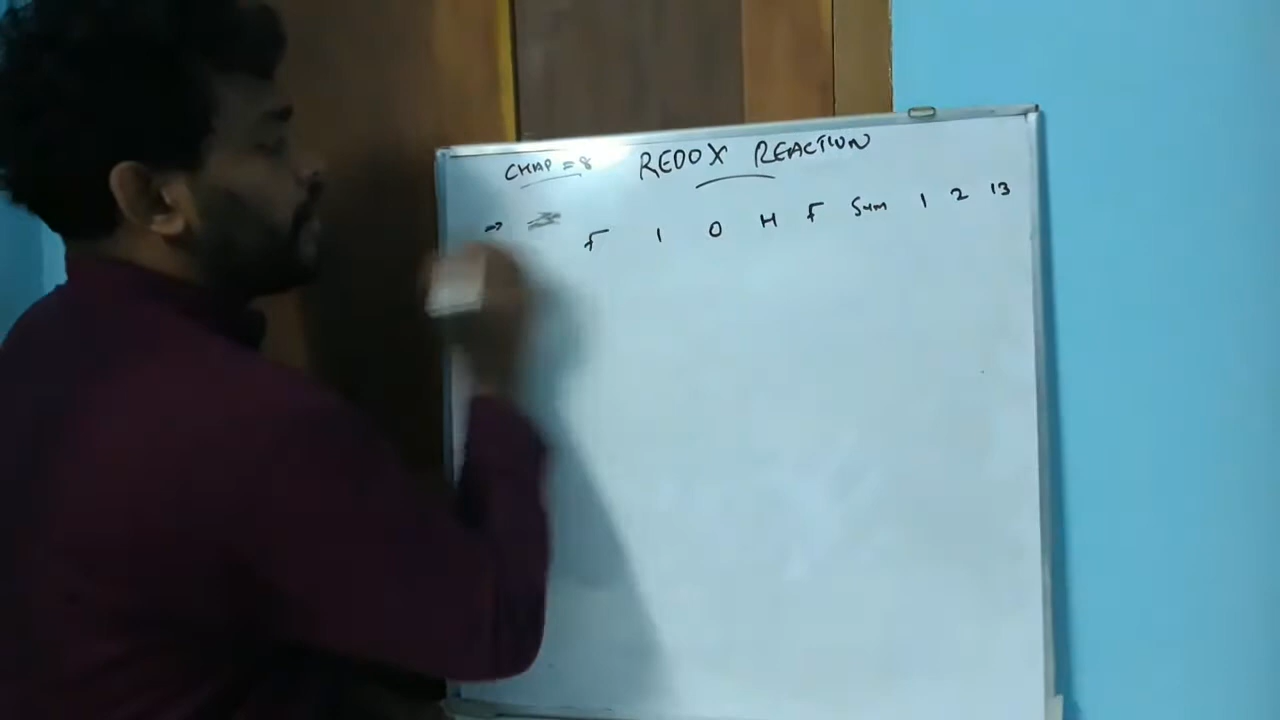 CHAP = 8 REDOX REACTION
→ F 1 O H F Sum 1 2 13